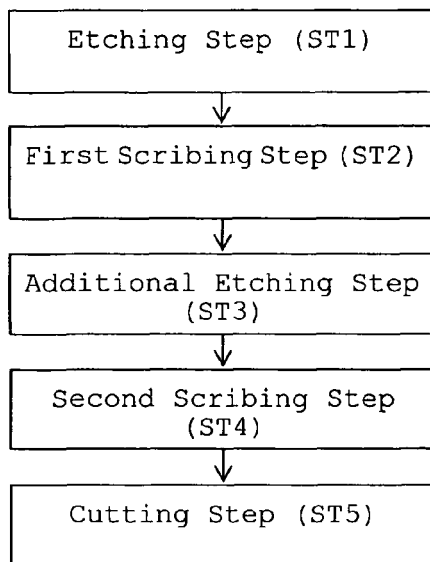 Etching Step (ST1)
First Scribing Step (ST2)
Additional Etching Step
(ST3)
Second Scribing Step
(ST4)
Cutting Step (ST5)